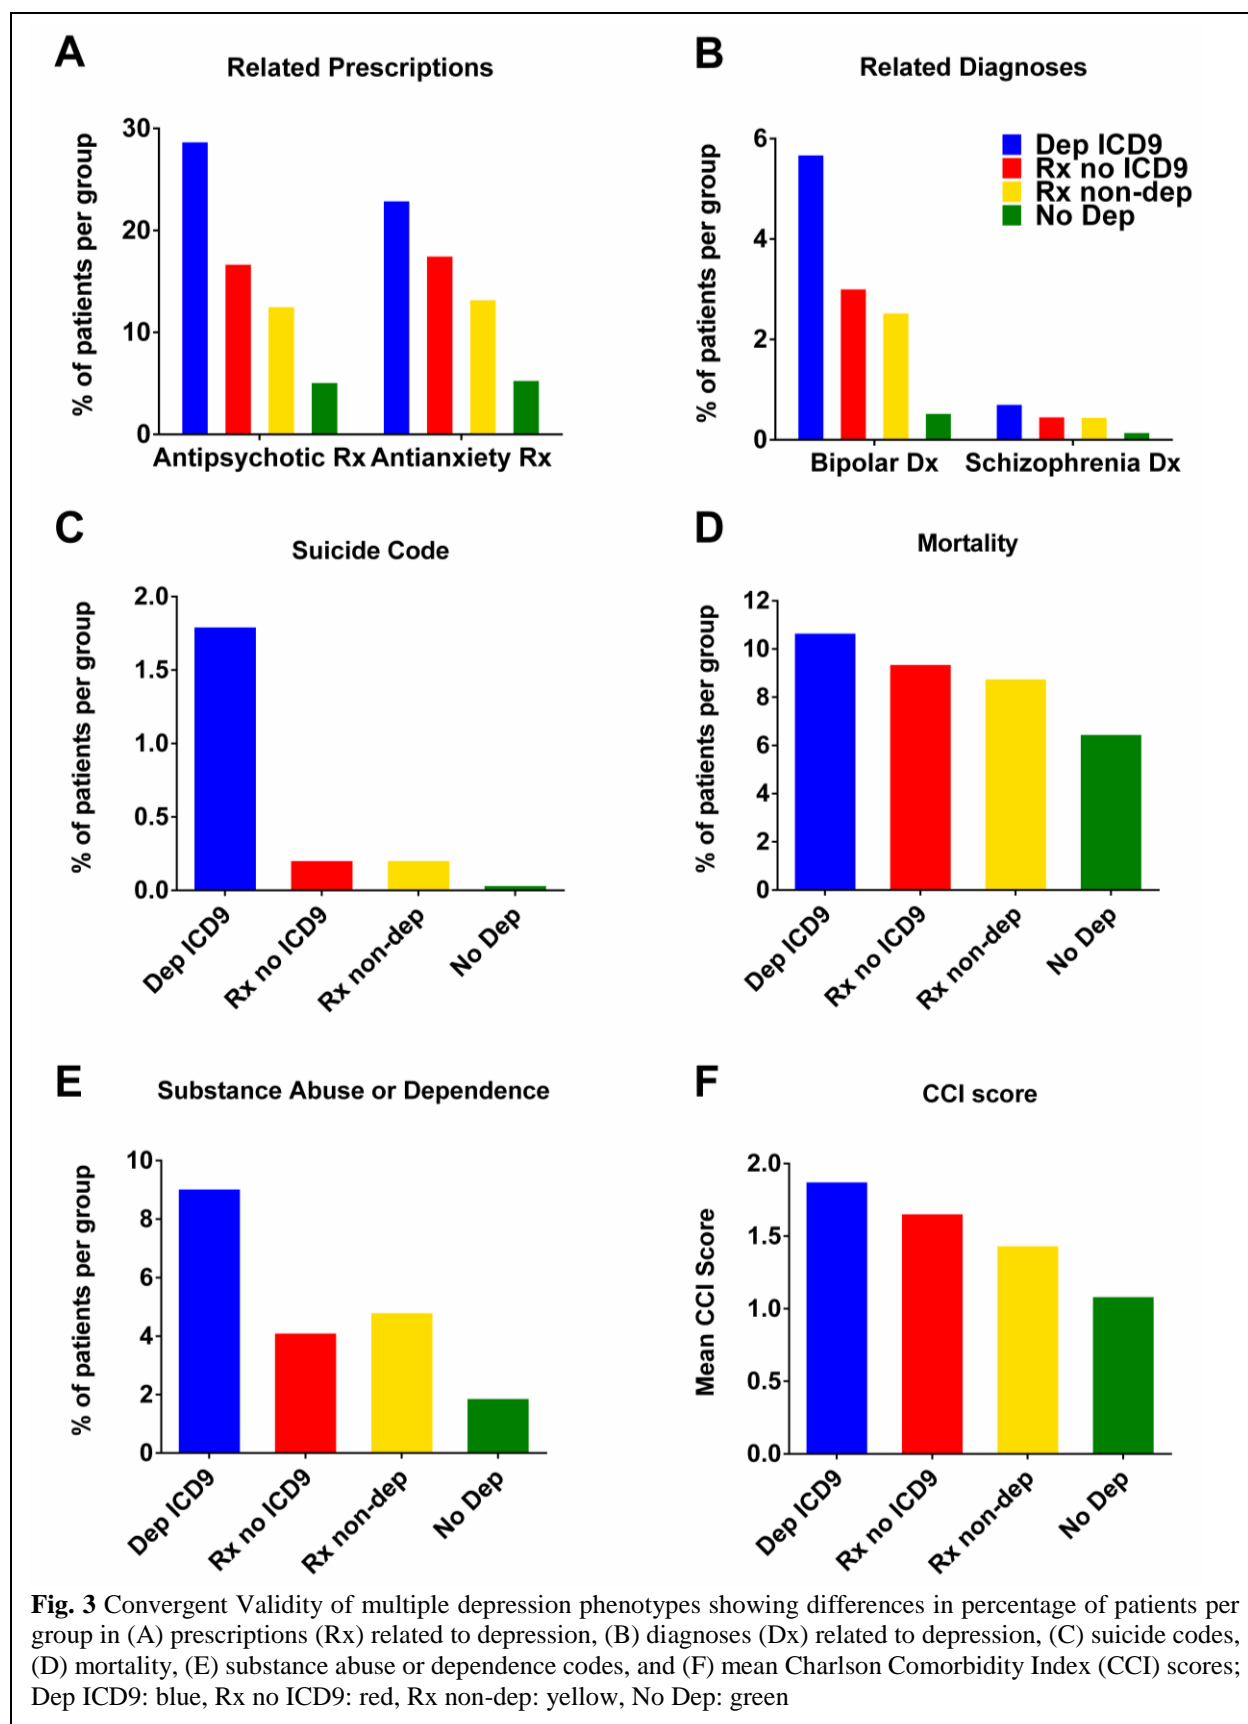 A
Related Prescriptions
% of patients per group
30
20
10
0
Antipsychotic Rx Antianxiety Rx
B
Related Diagnoses
% of patients per group
6
4
2
0
Dep ICD9
Rx no ICD9
Rx non-dep
No Dep
Bipolar Dx Schizophrenia Dx
C
Suicide Code
% of patients per group
2.0
1.5
1.0
0.5
0.0
Dep ICD9
Rx no ICD9
Rx non-dep
No Dep
D
Mortality
% of patients per group
12
10
8
6
4
2
0
Dep ICD9
Rx no ICD9
Rx non-dep
No Dep
E
Substance Abuse or Dependence
% of patients per group
10
8
6
4
2
0
Dep ICD9
Rx no ICD9
Rx non-dep
No Dep
F
CCI score
Mean CCI Score
2.0
1.5
1.0
0.5
0.0
Dep ICD9
Rx no ICD9
Rx non-dep
No Dep
Fig. 3 Convergent Validity of multiple depression phenotypes showing differences in percentage of patients per
group in (A) prescriptions (Rx) related to depression, (B) diagnoses (Dx) related to depression, (C) suicide codes,
(D) mortality, (E) substance abuse or dependence codes, and (F) mean Charlson Comorbidity Index (CCI) scores;
Dep ICD9: blue, Rx no ICD9: red, Rx non-dep: yellow, No Dep: green